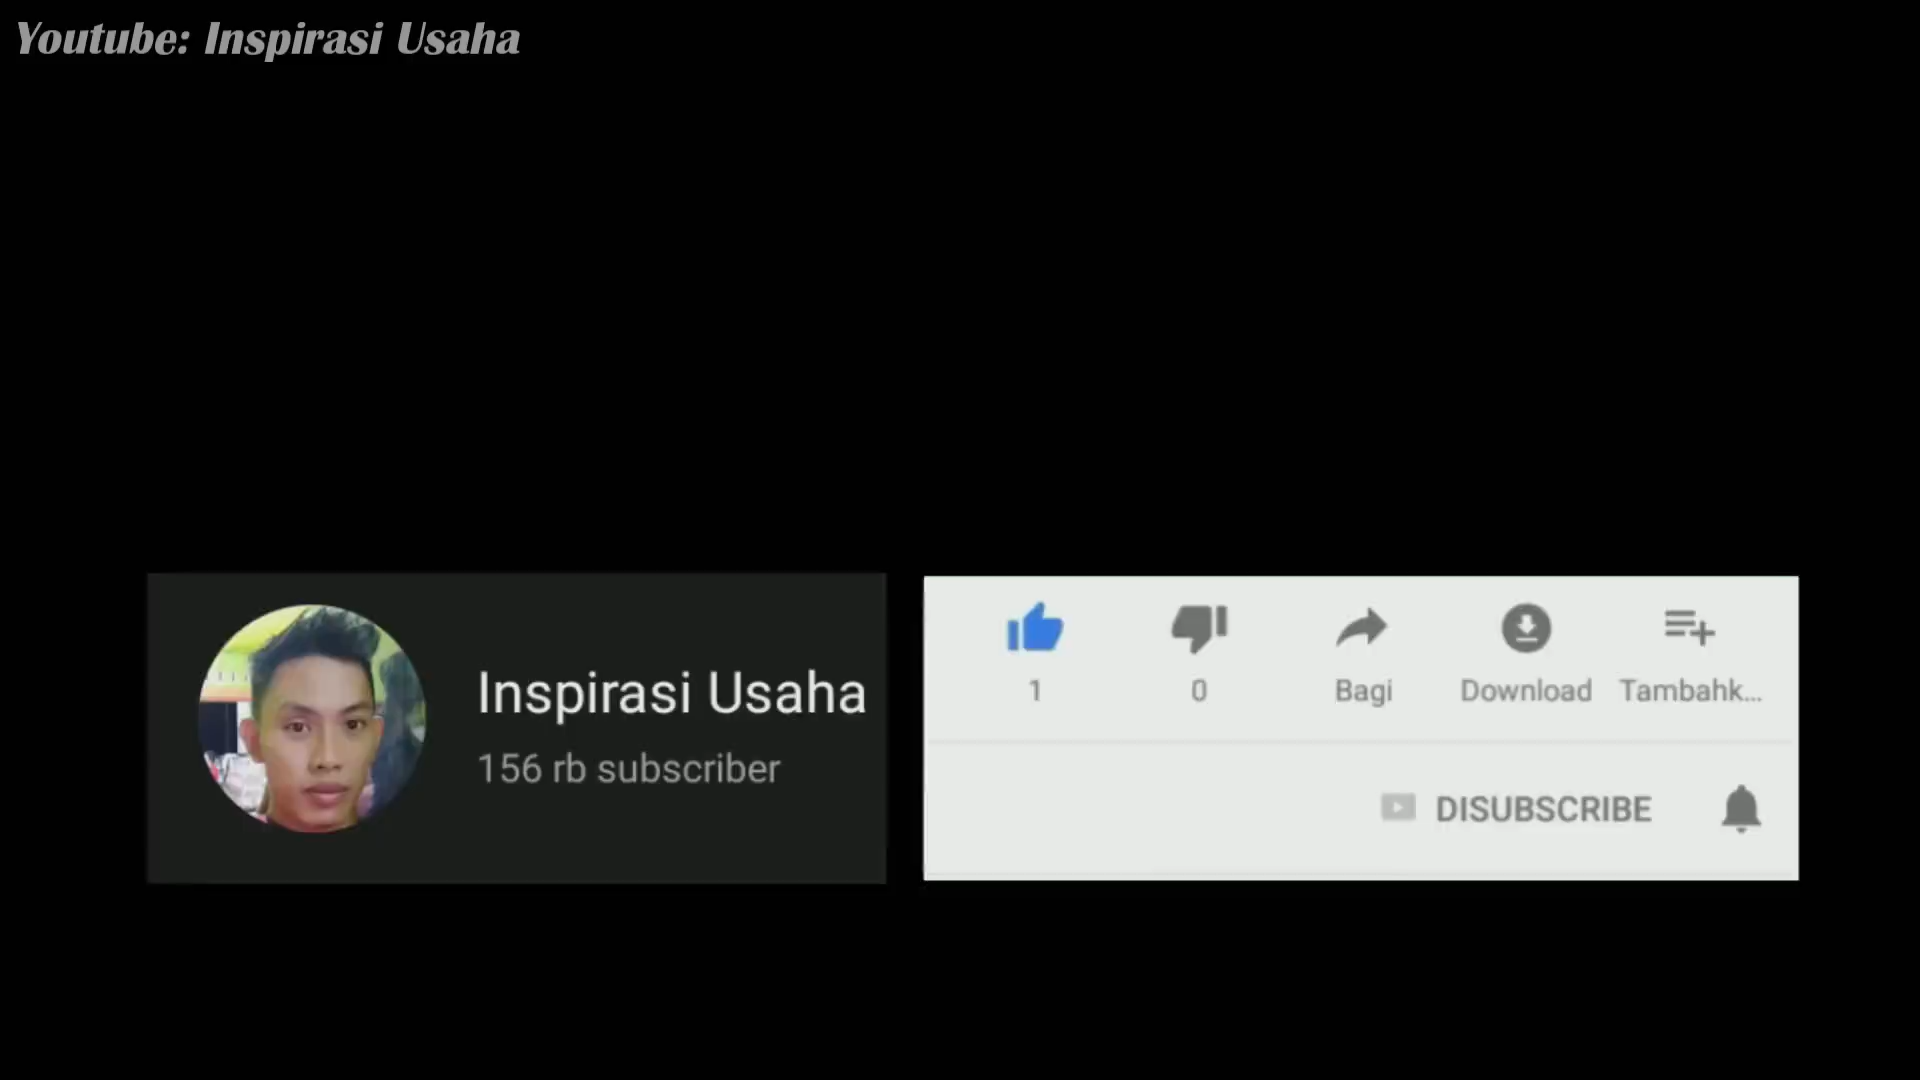 Youtube: Inspirasi Usaha
Inspirasi Usaha
156 rb subscriber
1
0
Bagi
Download
Tambahk...
DISUBSCRIBE